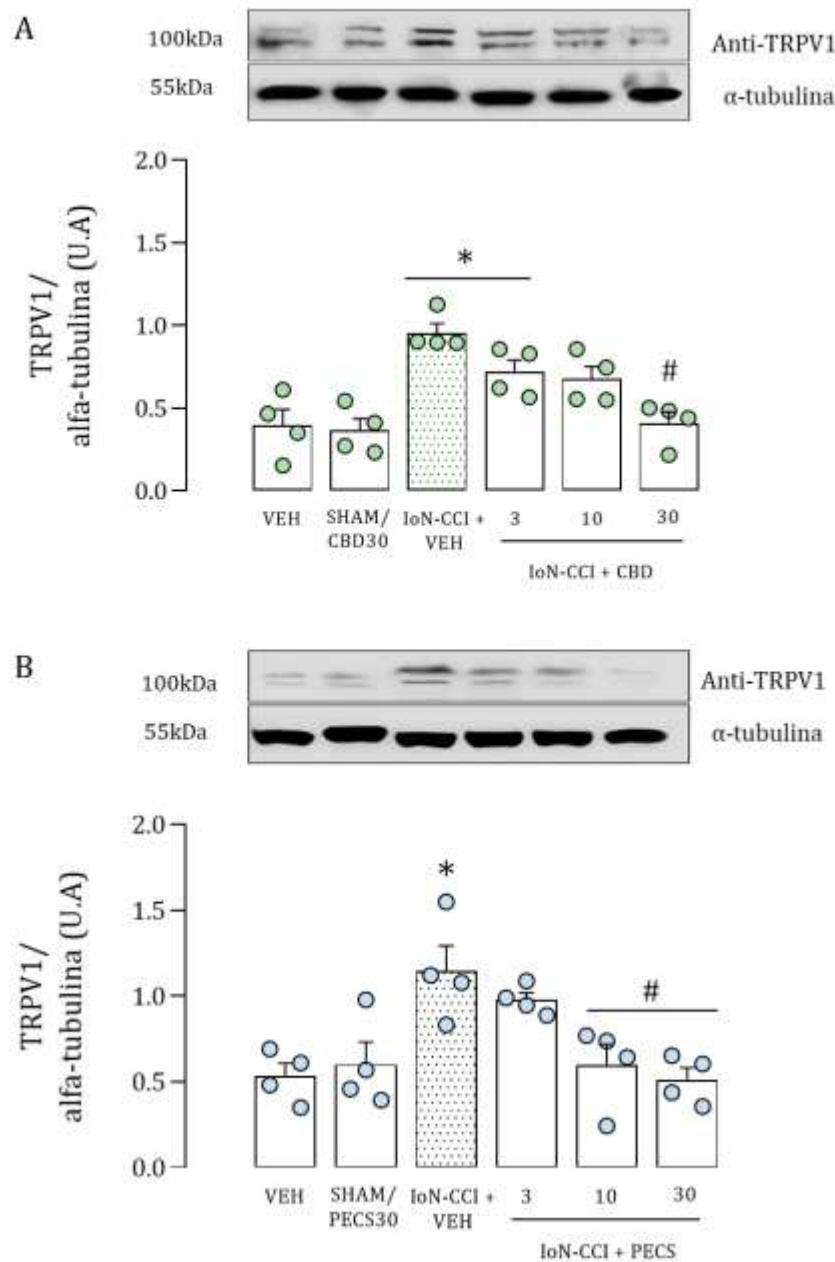 A
100kDa
Anti-TRPV1
55kDa
α-tubulina
TRPV1/
alfa-tubulina (U.A)
2.0
1.5
1.0
0.5
0.0
*
#
VEH
SHAM/
CBD30
IoN-CCI +
VEH
3
10
30
IoN-CCI + CBD
B
100kDa
Anti-TRPV1
55kDa
α-tubulina
TRPV1/
alfa-tubulina (U.A)
2.0
1.5
1.0
0.5
0.0
*
#
VEH
SHAM/
PECS30
IoN-CCI +
VEH
3
10
30
IoN-CCI + PECS